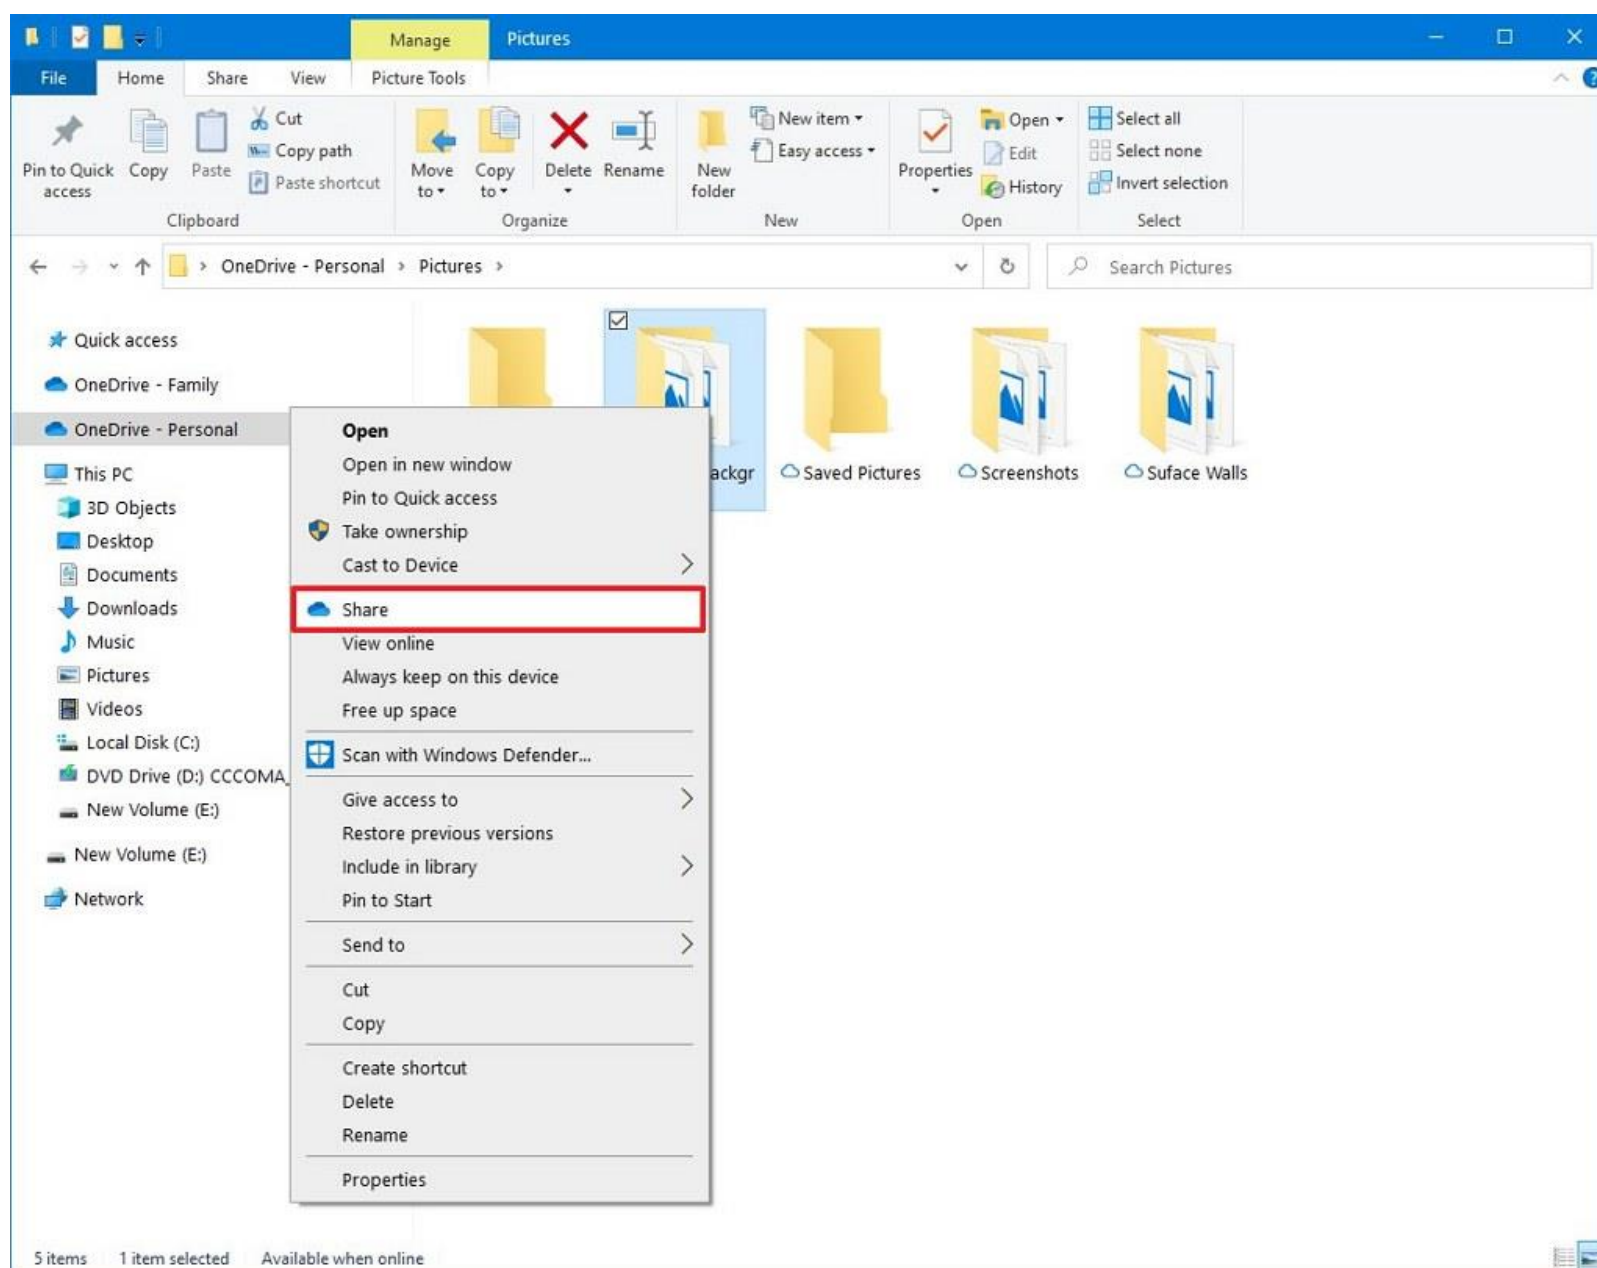 Manage
Pictures
File
Home
Share
View
Picture Tools
Pin to Quick access
Copy
Paste
Cut
Copy path
Paste shortcut
Clipboard
Move to
Copy to
Delete
Rename
Organize
New folder
New item
Easy access
New
Properties
Open
Edit
History
Open
Select all
Select none
Invert selection
Select
OneDrive - Personal > Pictures >
Search Pictures
Quick access
OneDrive - Family
OneDrive - Personal
This PC
3D Objects
Desktop
Documents
Downloads
Music
Pictures
Videos
Local Disk (C:)
DVD Drive (D:) CCCOMA_
New Volume (E:)
New Volume (E:)
Network
ackgr
Saved Pictures
Screenshots
Suface Walls
Open
Open in new window
Pin to Quick access
Take ownership
Cast to Device
Share
View online
Always keep on this device
Free up space
Scan with Windows Defender...
Give access to
Restore previous versions
Include in library
Pin to Start
Send to
Cut
Copy
Create shortcut
Delete
Rename
Properties
5 items
1 item selected
Available when online